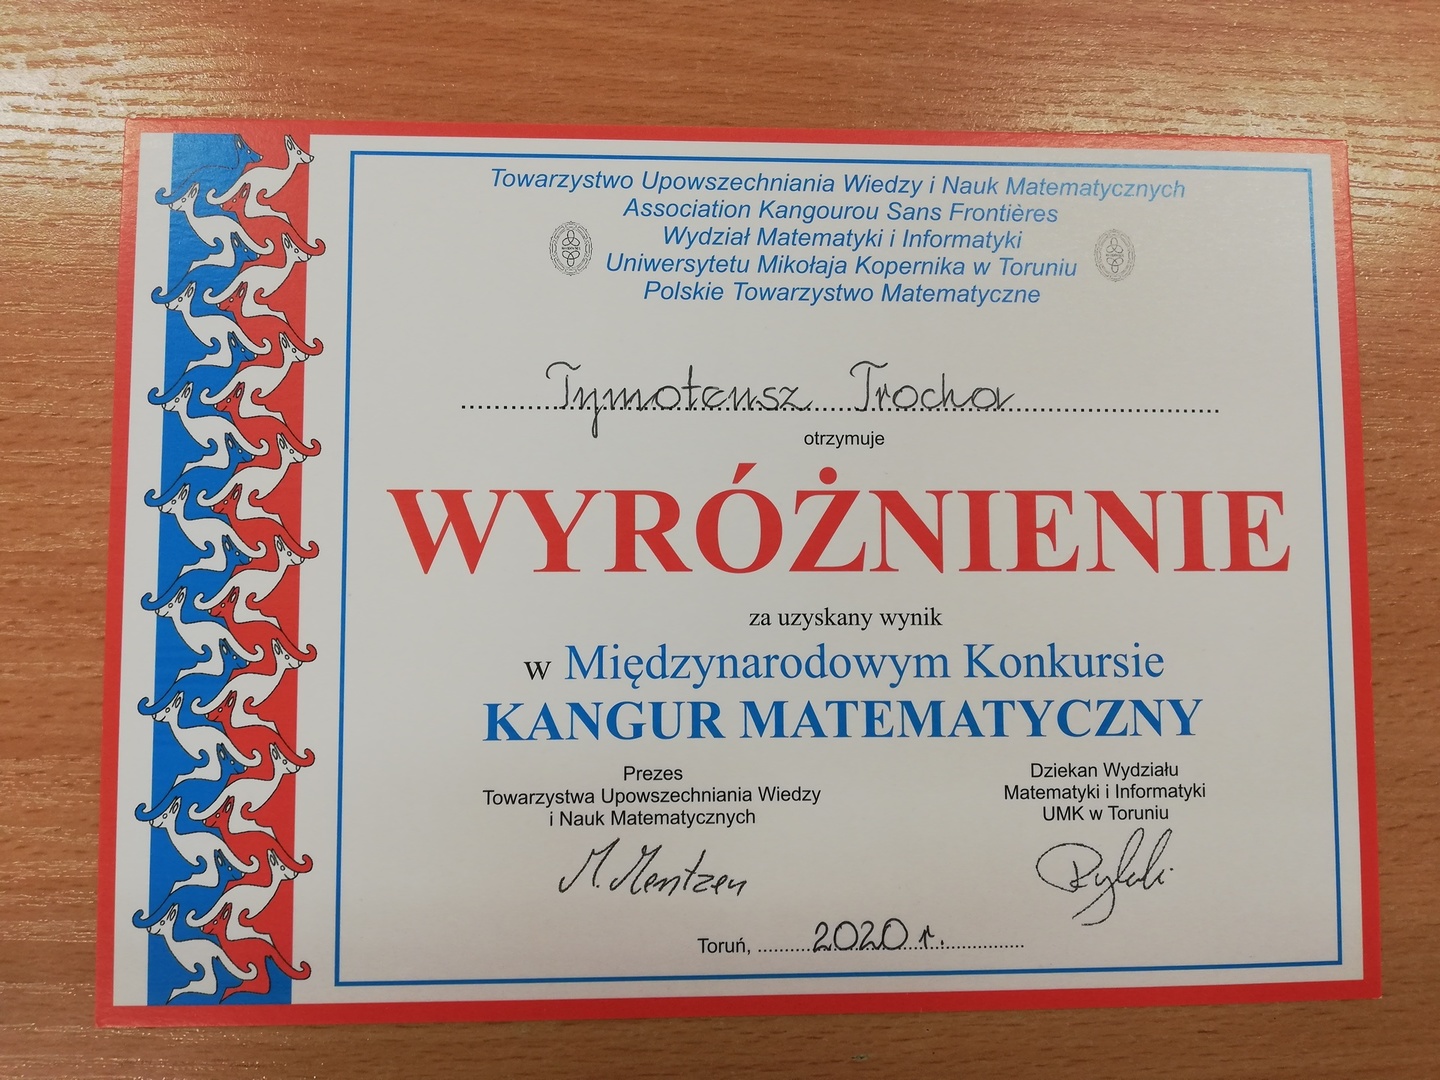 Towarzystwo Upowszechniania Wiedzy i Nauk Matematycznych
Association Kangourou Sans Frontières
Wydział Matematyki i Informatyki
Uniwersytetu Mikołaja Kopernika w Toruniu
Polskie Towarzystwo Matematyczne
Tymoteusz Trocha
otrzymuje
WYRÓŻNIENIE
za uzyskany wynik
w Międzynarodowym Konkursie
KANGUR MATEMATYCZNY
Prezes
Towarzystwa Upowszechniania Wiedzy
i Nauk Matematycznych
M. Mentzen
Dziekan Wydziału
Matematyki i Informatyki
UMK w Toruniu
Toruń, 2020 r.